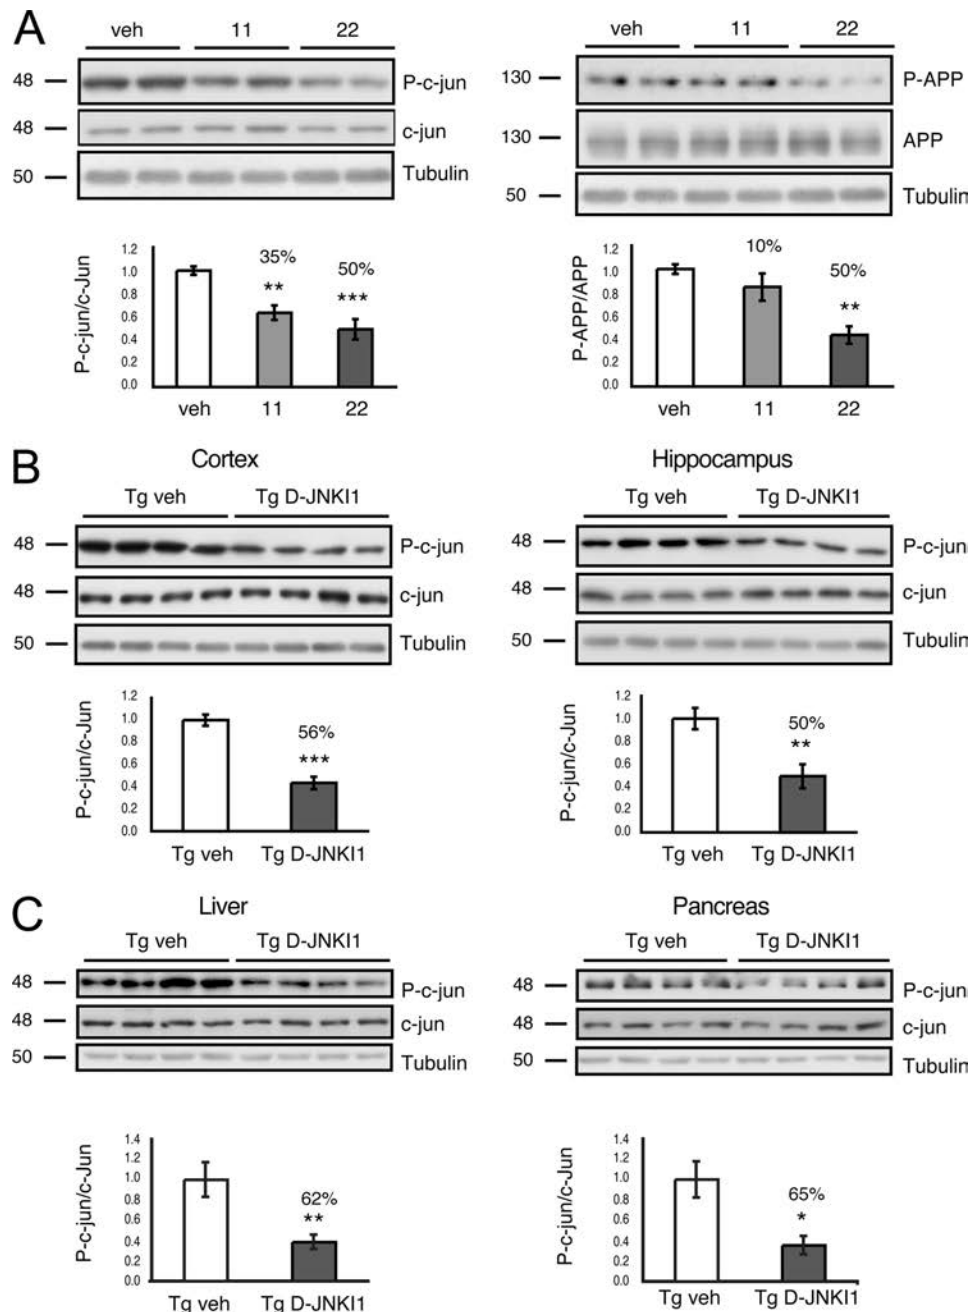 A
veh 11 22
48 P-c-jun
48 c-jun
50 Tubulin
P-c-jun/c-Jun
1.2
1.0
0.8
0.6
0.4
0.2
0.0
35%
**
50%
***
veh 11 22
veh 11 22
130 P-APP
130 APP
50 Tubulin
P-APP/APP
1.2
1.0
0.8
0.6
0.4
0.2
0.0
10%
50%
**
veh 11 22
B
Cortex
Tg veh Tg D-JNKI1
48 P-c-jun
48 c-jun
50 Tubulin
P-c-jun/c-Jun
1.2
1.0
0.8
0.6
0.4
0.2
0.0
56%
***
Tg veh Tg D-JNKI1
Hippocampus
Tg veh Tg D-JNKI1
48 P-c-jun
48 c-jun
50 Tubulin
P-c-jun/c-Jun
1.2
1.0
0.8
0.6
0.4
0.2
0.0
50%
**
Tg veh Tg D-JNKI1
C
Liver
Tg veh Tg D-JNKI1
48 P-c-jun
48 c-jun
50 Tubulin
P-c-jun/c-Jun
1.4
1.2
1.0
0.8
0.6
0.4
0.2
0.0
62%
**
Tg veh Tg D-JNKI1
Pancreas
Tg veh Tg D-JNKI1
48 P-c-jun
48 c-jun
50 Tubulin
P-c-jun/c-Jun
1.4
1.2
1.0
0.8
0.6
0.4
0.2
0.0
65%
*
Tg veh Tg D-JNKI1